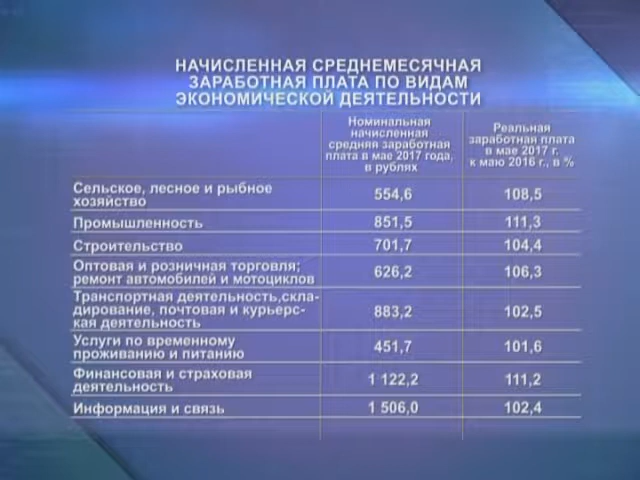 НАЧИСЛЕННАЯ СРЕДНЕМЕСЯЧНАЯ
ЗАРАБОТНАЯ ПЛАТА ПО ВИДАМ
ЭКОНОМИЧЕСКОЙ ДЕЯТЕЛЬНОСТИ
Номинальная
начисленная
средняя заработная
плата в мае 2017 года,
в рублях
Реальная
заработная плата
в мае 2017 г.
к маю 2016 г., в %
Сельское, лесное и рыбное
хозяйство
554,6
108,5
Промышленность
851,5
111,3
Строительство
701,7
104,4
Оптовая и розничная торговля;
ремонт автомобилей и мотоциклов
626,2
106,3
Транспортная деятельность,скла-
дирование, почтовая и курьерс-
кая деятельность
883,2
102,5
Услуги по временному
проживанию и питанию
451,7
101,6
Финансовая и страховая
деятельность
1 122,2
111,2
Информация и связь
1 506,0
102,4